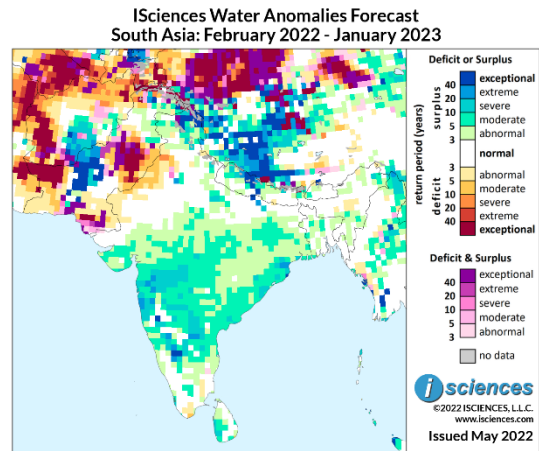 ISciences Water Anomalies Forecast
South Asia: February 2022 - January 2023
Deficit or Surplus
return period (years)
surplus
deficit
exceptional
40
extreme
20
severe
10
moderate
5
abnormal
3
normal
3
abnormal
5
moderate
10
severe
20
extreme
40
exceptional
Deficit & Surplus
exceptional
40
extreme
20
severe
10
moderate
5
abnormal
3
no data
i sciences
©2022 ISCIENCES, L.L.C.
www.isciences.com
Issued May 2022